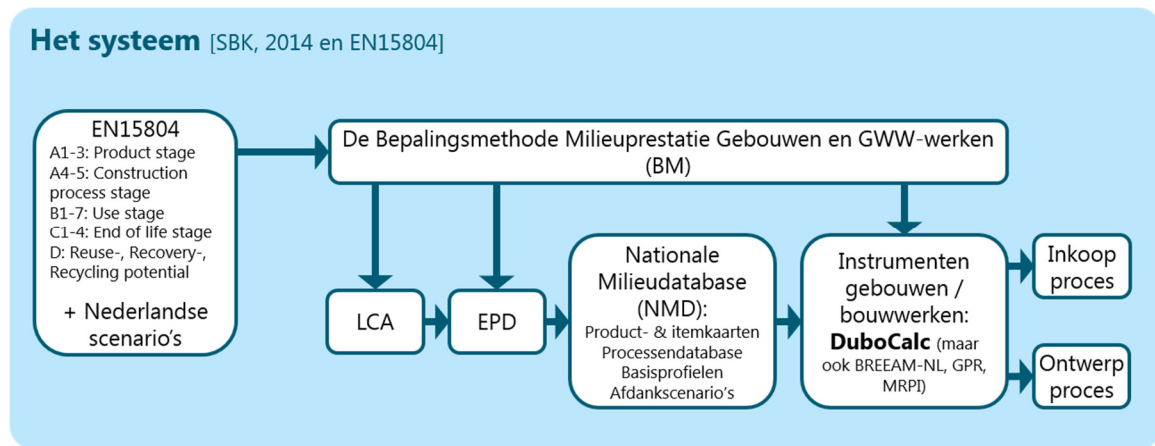 Het systeem [SBK, 2014 en EN15804]
EN15804
A1-3: Product stage
A4-5: Construction
process stage
B1-7: Use stage
C1-4: End of life stage
D: Reuse-, Recovery-,
Recycling potential
+ Nederlandse
scenario's
De Bepalingsmethode Milieuprestatie Gebouwen en GWW-werken
(BM)
LCA
EPD
Nationale
Milieudatabase
(NMD):
Product- & itemkaarten
Processendatabase
Basisprofielen
Afdankscenario's
Instrumenten
gebouwen /
bouwwerken:
DuboCalc (maar
ook BREEAM-NL, GPR,
MRPI)
Inkoop
proces
Ontwerp
proces